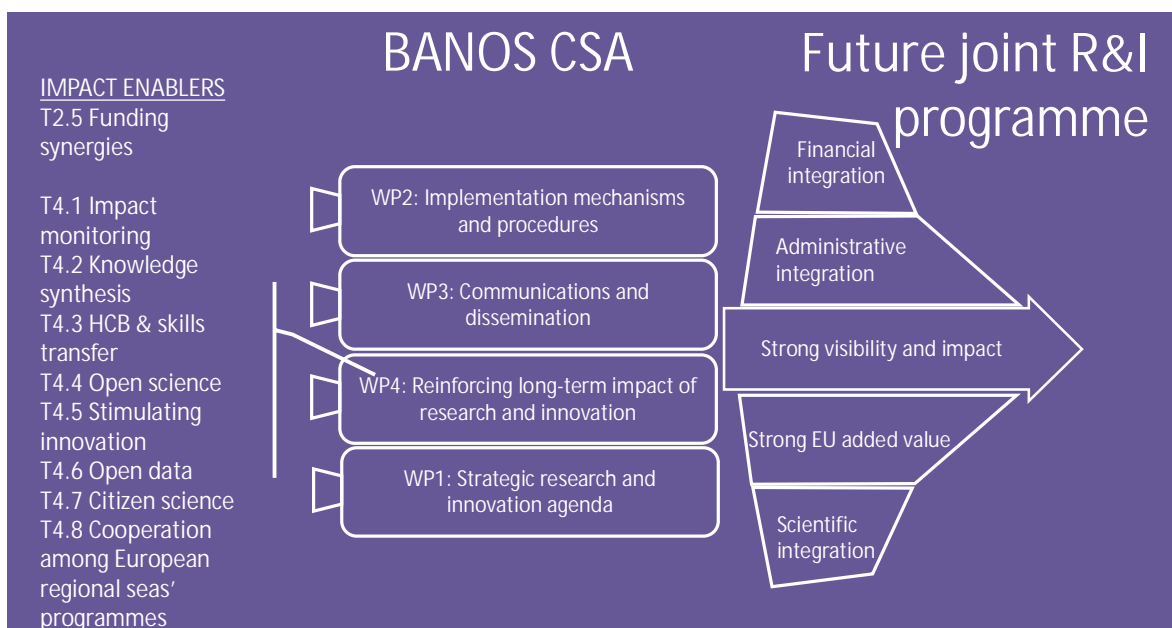 BANOS CSA
Future joint R&I
programme
IMPACT ENABLERS
T2.5 Funding
synergies
T4.1 Impact
monitoring
T4.2 Knowledge
synthesis
T4.3 HCB & skills
transfer
T4.4 Open science
T4.5 Stimulating
innovation
T4.6 Open data
T4.7 Citizen science
T4.8 Cooperation
among European
regional seas’
programmes
WP2: Implementation mechanisms
and procedures
WP3: Communications and
dissemination
WP4: Reinforcing long-term impact of
research and innovation
WP1: Strategic research and
innovation agenda
Financial
integration
Administrative
integration
Strong visibility and impact
Strong EU added value
Scientific
integration